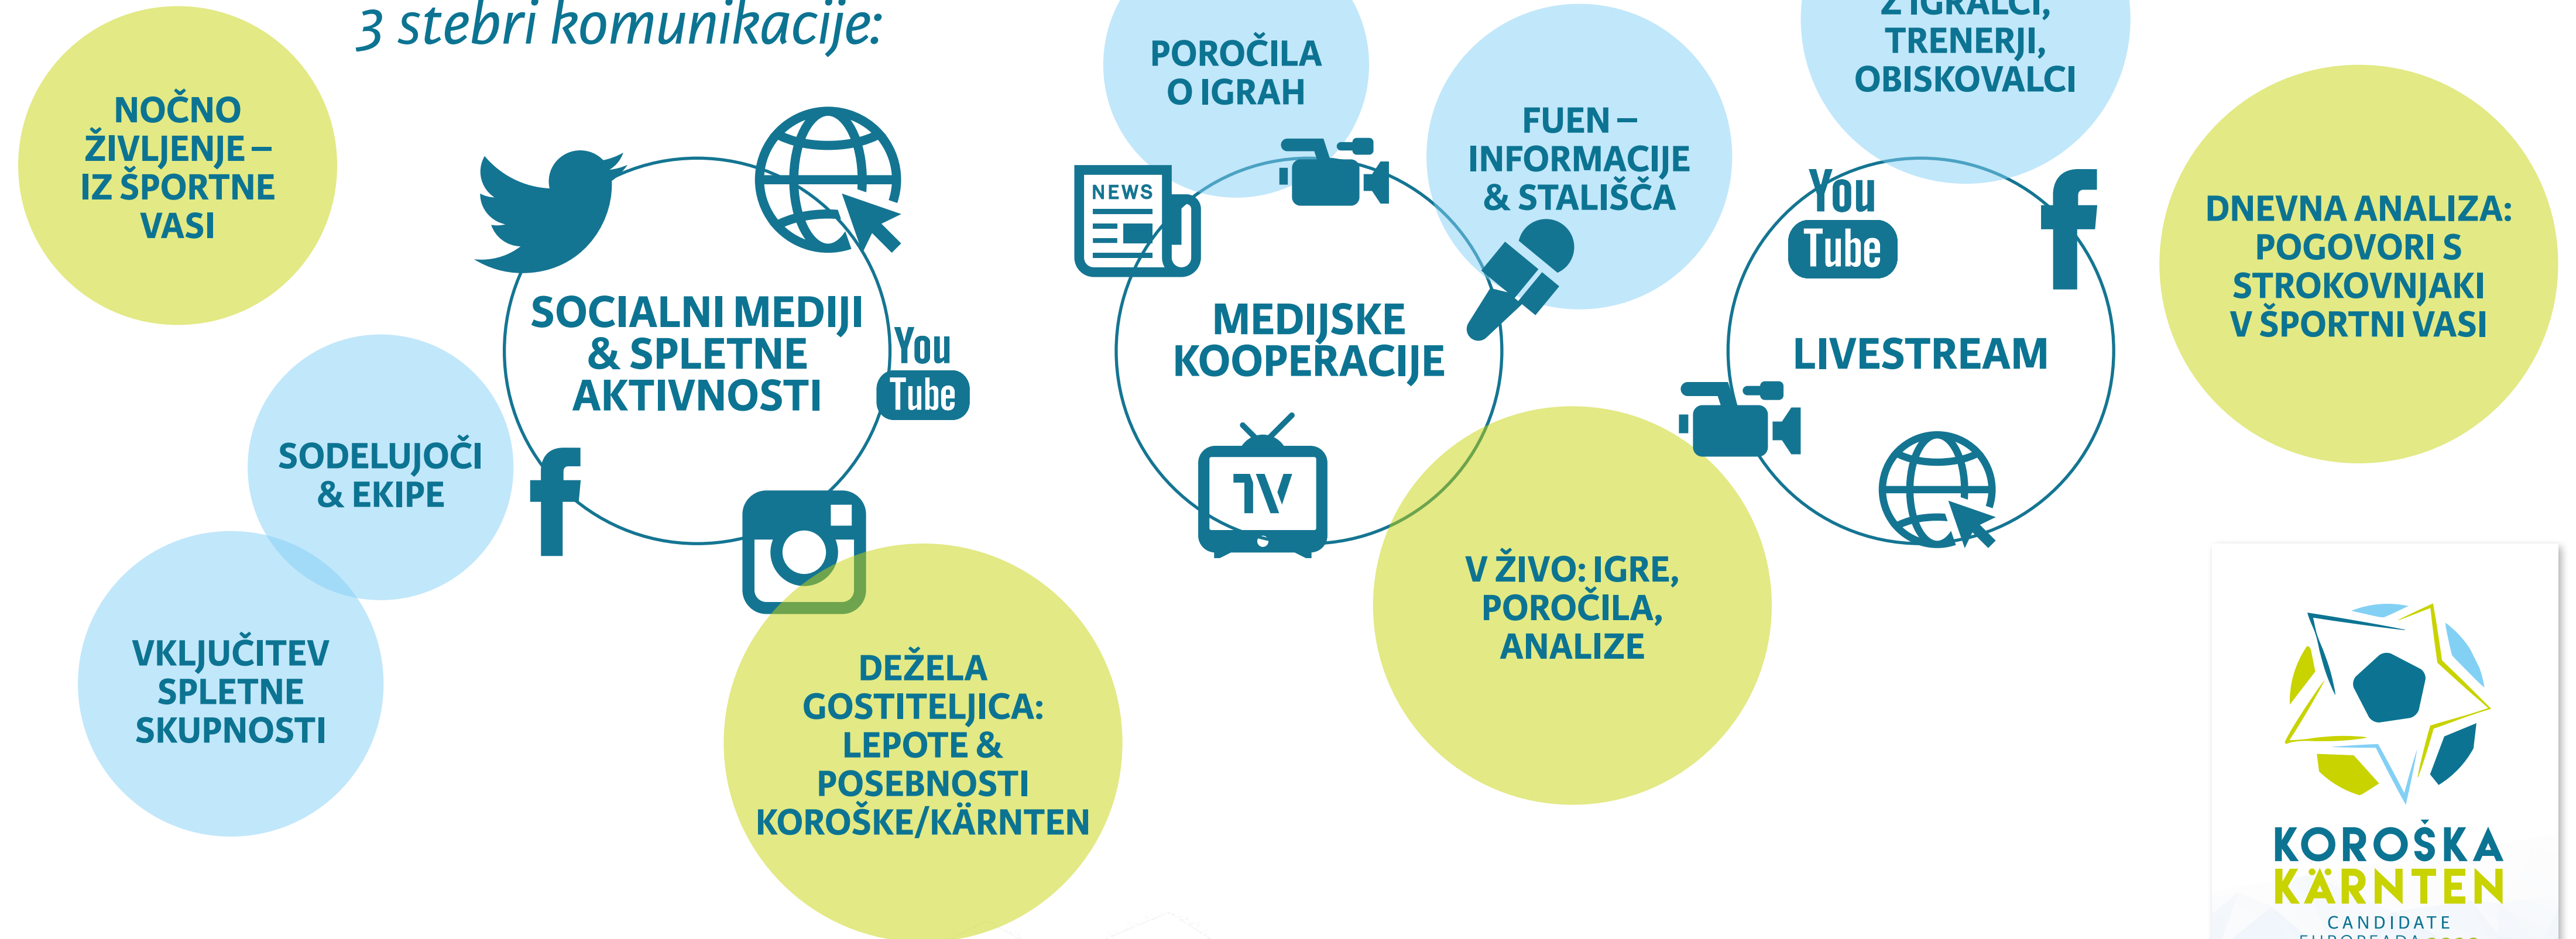 3 stebri komunikacije:
NOČNO
ŽIVLJENJE –
IZ ŠPORTNE
VASI
SOCIALNI MEDIJI
& SPLETNE
AKTIVNOSTI
You
Tube
SODELUJOČI
& EKIPE
VKLJUČITEV
SPLETNE
SKUPNOSTI
DEŽELA
GOSTITELJICA:
LEPOTE &
POSEBNOSTI
KOROŠKE/KÄRNTEN
POROČILA
O IGRAH
NEWS
FUEN –
INFORMACIJE
& STALIŠČA
MEDIJSKE
KOOPERACIJE
TV
V ŽIVO: IGRE,
POROČILA,
ANALIZE
Z IGRALCI,
TRENERJI,
OBISKOVALCI
You
Tube
LIVESTREAM
DNEVNA ANALIZA:
POGOVORI S
STROKOVNJAKI
V ŠPORTNI VASI
KOROŠKA
KÄRNTEN
CANDIDATE
EUROPEADA